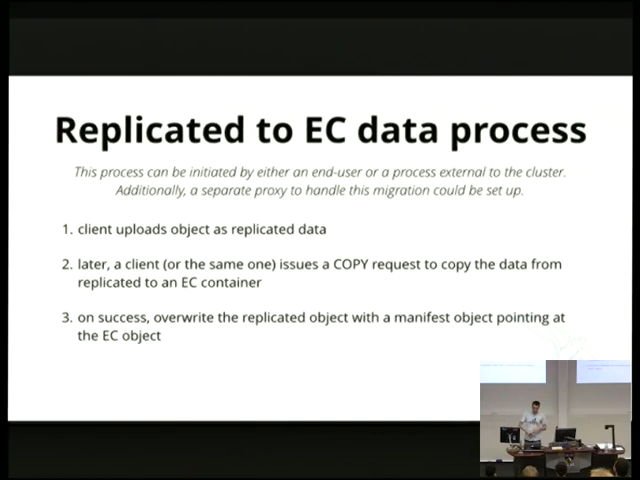 Replicated to EC data process
This process can be initiated by either an end-user or a process external to the cluster.
Additionally, a separate proxy to handle this migration could be set up.
1. client uploads object as replicated data
2. later, a client (or the same one) issues a COPY request to copy the data from
replicated to an EC container
3. on success, overwrite the replicated object with a manifest object pointing at
the EC object